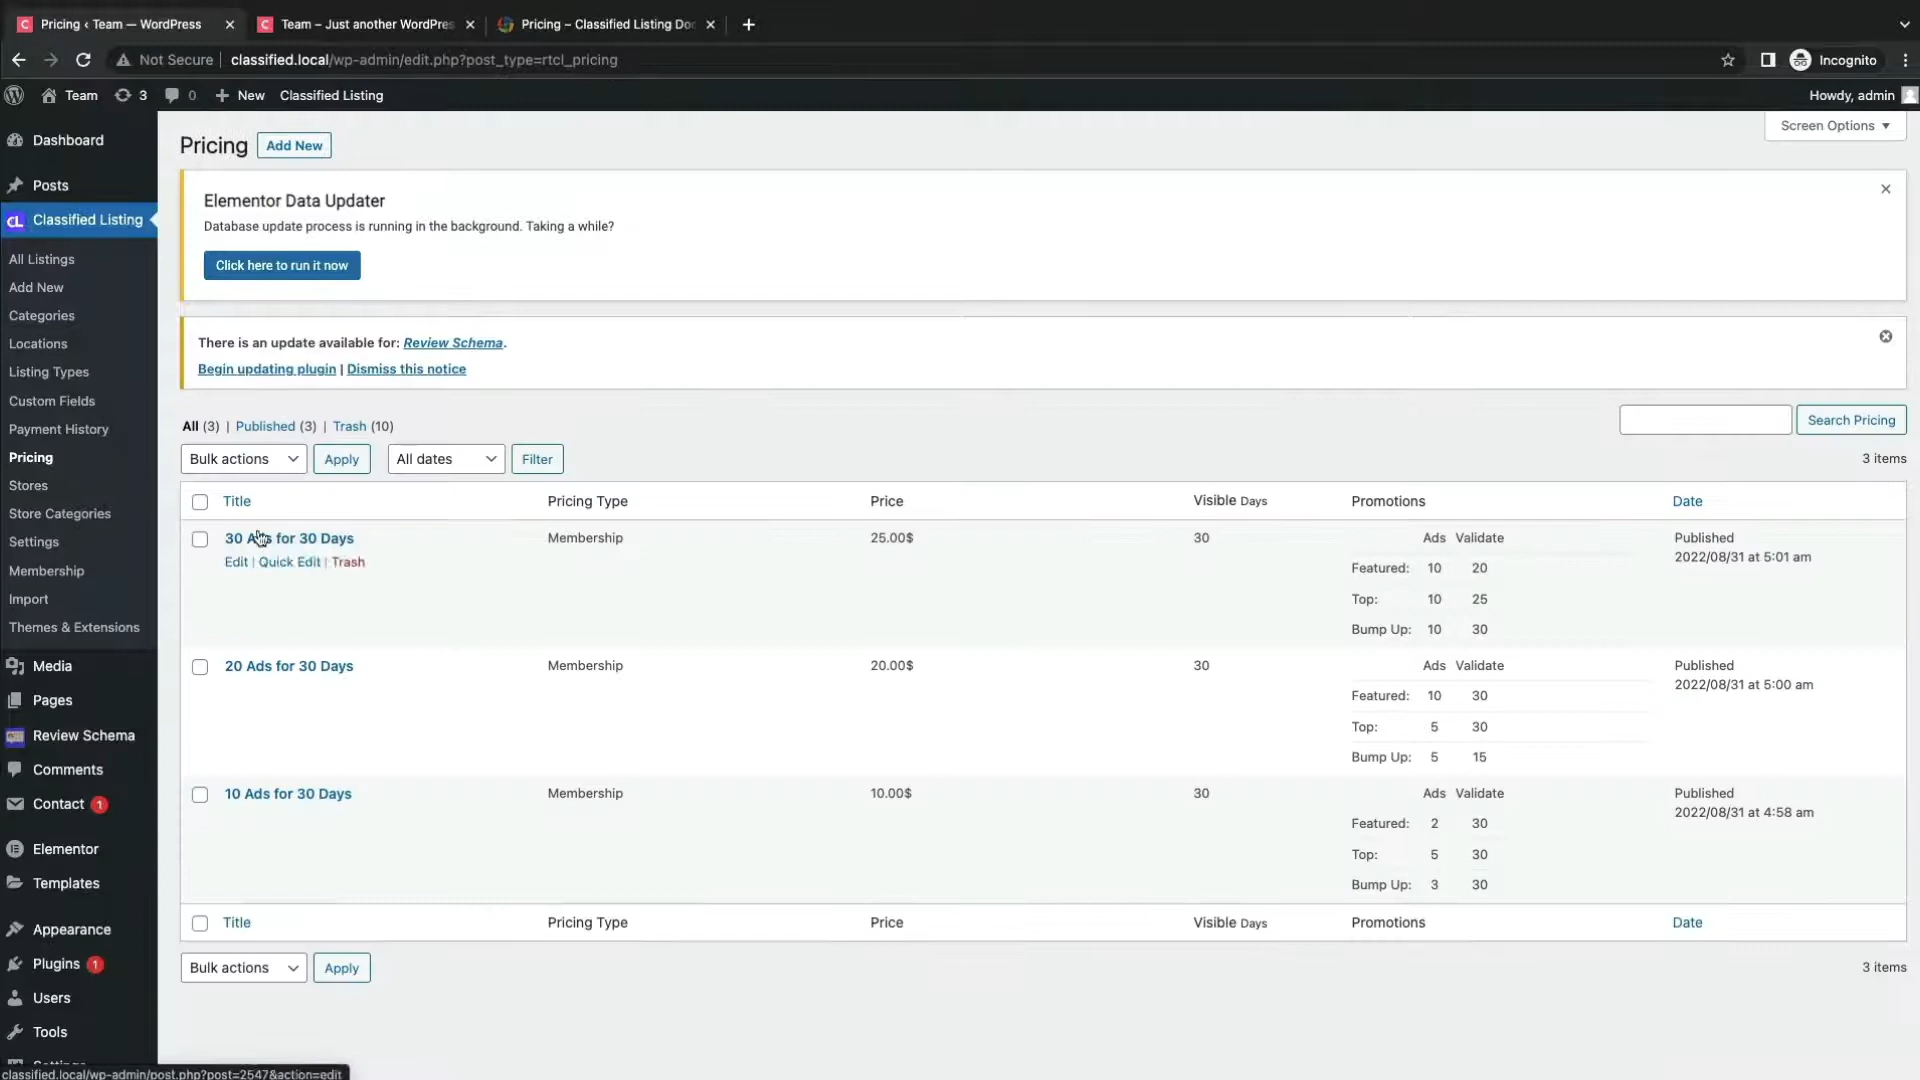 Pricing ‹ Team — WordPress
Team – Just another WordPres
Pricing – Classified Listing Doc
Not Secure classified.local/wp-admin/edit.php?post_type=rtcl_pricing
Incognito
Team 3 0 New Classified Listing
Howdy, admin
Screen Options
Dashboard
Posts
Classified Listing
All Listings
Add New
Categories
Locations
Listing Types
Custom Fields
Payment History
Pricing
Stores
Store Categories
Settings
Membership
Import
Themes & Extensions
Media
Pages
Review Schema
Comments
Contact 1
Elementor
Templates
Appearance
Plugins 1
Users
Tools
Settings
classified.local/wp-admin/post.php?post=2547&action=edit
Pricing Add New
Elementor Data Updater
Database update process is running in the background. Taking a while?
Click here to run it now
There is an update available for: Review Schema.
Begin updating plugin | Dismiss this notice
All (3) | Published (3) | Trash (10)
Search Pricing
Bulk actions Apply All dates Filter
3 items
Title Pricing Type Price Visible Days Promotions Date
30 Ads for 30 Days Membership 25.00$ 30 Ads Validate Published
Edit | Quick Edit | Trash Featured: 10 20 2022/08/31 at 5:01 am
Top: 10 25
Bump Up: 10 30
20 Ads for 30 Days Membership 20.00$ 30 Ads Validate Published
Featured: 10 30 2022/08/31 at 5:00 am
Top: 5 30
Bump Up: 5 15
10 Ads for 30 Days Membership 10.00$ 30 Ads Validate Published
Featured: 2 30 2022/08/31 at 4:58 am
Top: 5 30
Bump Up: 3 30
Title Pricing Type Price Visible Days Promotions Date
Bulk actions Apply
3 items